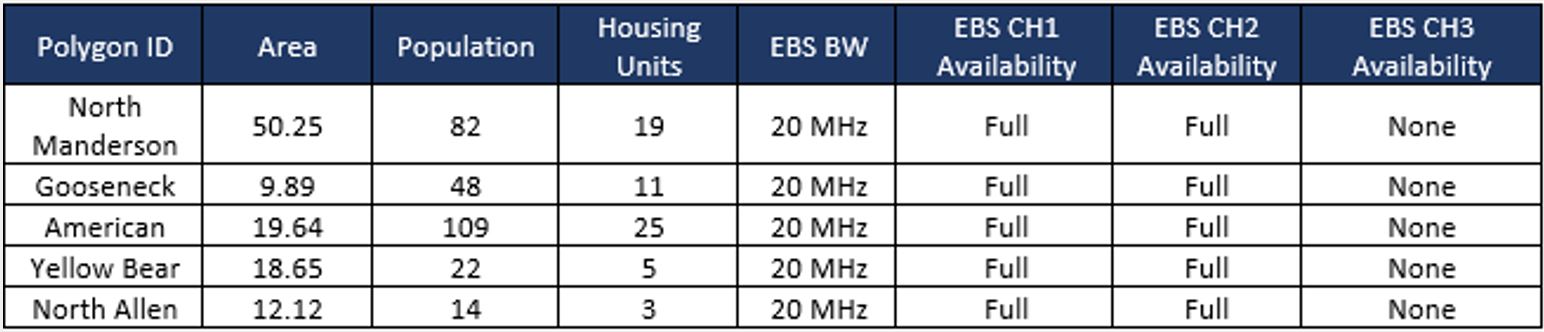 Polygon ID Area Population Housing Units EBS BW EBS CH1 Availability EBS CH2 Availability EBS CH3 Availability
North Manderson 50.25 82 19 20 MHz Full Full None
Gooseneck 9.89 48 11 20 MHz Full Full None
American 19.64 109 25 20 MHz Full Full None
Yellow Bear 18.65 22 5 20 MHz Full Full None
North Allen 12.12 14 3 20 MHz Full Full None